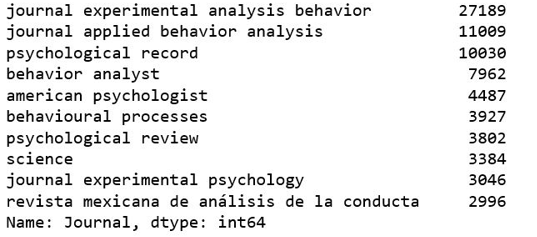 journal experimental analysis behavior 27189
journal applied behavior analysis 11009
psychological record 10030
behavior analyst 7962
american psychologist 4487
behavioural processes 3927
psychological review 3802
science 3384
journal experimental psychology 3046
revista mexicana de análisis de la conducta 2996
Name: Journal, dtype: int64